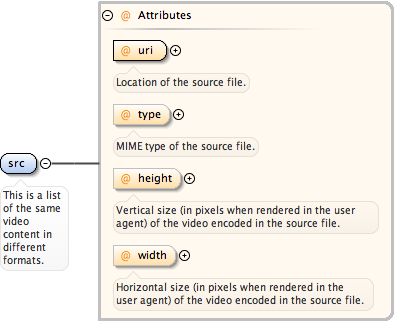 @ Attributes
@ uri
Location of the source file.
@ type
MIME type of the source file.
@ height
Vertical size (in pixels when rendered in the user
agent) of the video encoded in the source file.
@ width
Horizontal size (in pixels when rendered in the
user agent) of the video encoded in the source file.
src
This is a list
of the same
video
content in
different
formats.